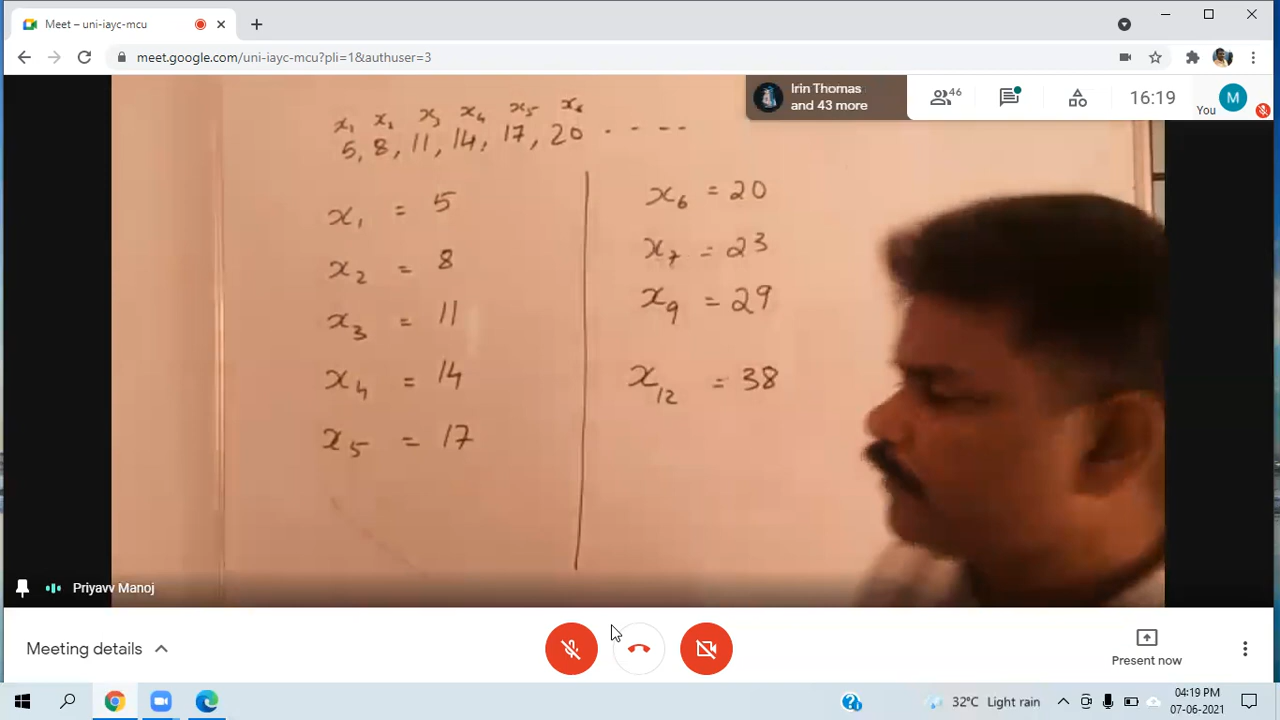 Meet – uni-iayc-mcu
meet.google.com/uni-iayc-mcu?pli=1&authuser=3
Irin Thomas
and 43 more
46
16:19
You
M
x₁ x₂ x₃ x₄ x₅ x₆
5, 8, 11, 14, 17, 20 . - - -
x₁ = 5
x₂ = 8
x₃ = 11
x₄ = 14
x₅ = 17
x₆ = 20
x₇ = 23
x₉ = 29
x₁₂ = 38
Priyavv Manoj
Meeting details
Present now
32°C Light rain
04:19 PM
07-06-2021